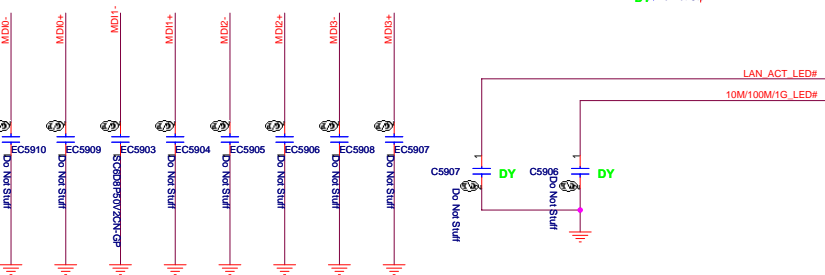 MDI0-
MDI0+
MDI1-
MDI1+
MDI2-
MDI2+
MDI3-
MDI3+
LAN_ACT_LED#
10M/100M/1G_LED#
EC5910
EC5909
EC5903
EC5904
EC5905
EC5906
EC5908
EC5907
Do Not Stuff
Do Not Stuff
SC6D8P50V2CN-GP
Do Not Stuff
Do Not Stuff
Do Not Stuff
Do Not Stuff
Do Not Stuff
1
C5907
DY
Do Not Stuff
1
C5906
DY
Do Not Stuff